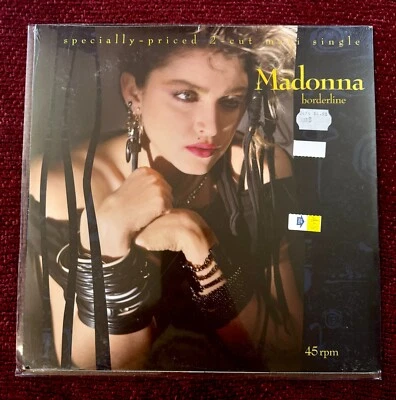 specially-priced 2-cut maxi single
Madonna
borderline
45 rpm